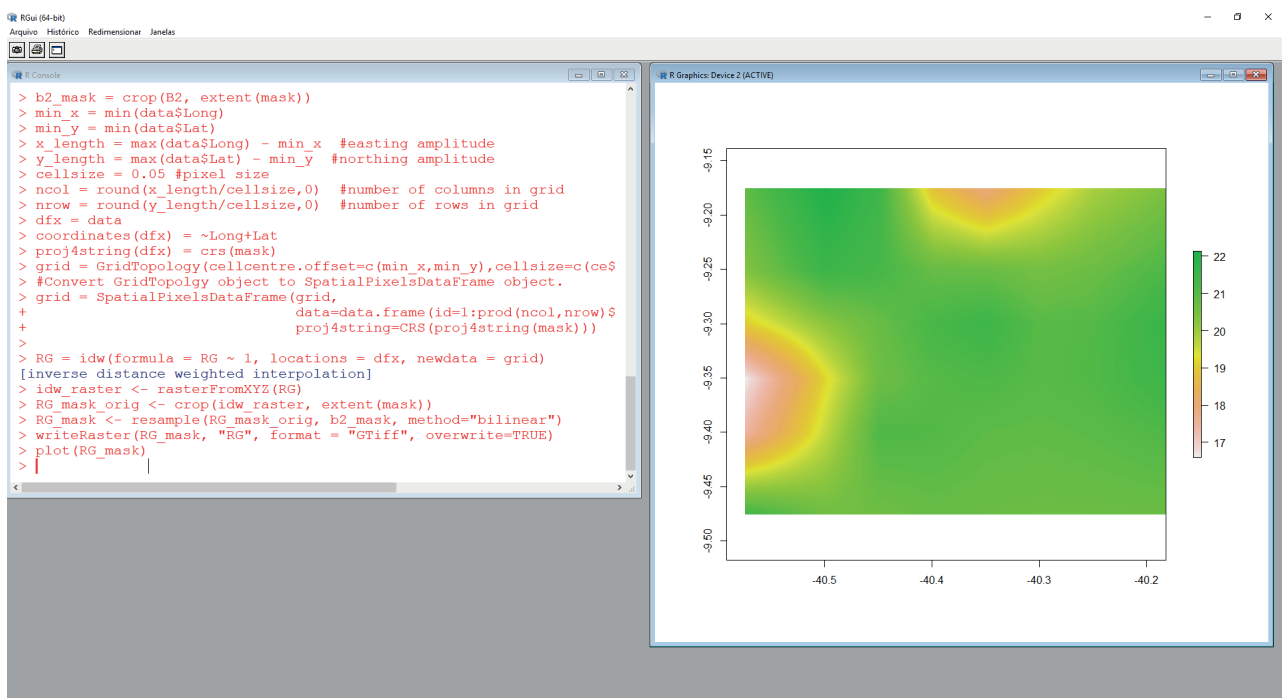 RGui (64-bit)
Arquivo Histórico Redimensionar Janelas
R Console
> b2_mask = crop(B2, extent(mask))
> min_x = min(data$Long)
> min_y = min(data$Lat)
> x_length = max(data$Long) - min_x #easting amplitude
> y_length = max(data$Lat) - min_y #northing amplitude
> cellsize = 0.05 #pixel size
> ncol = round(x_length/cellsize,0) #number of columns in grid
> nrow = round(y_length/cellsize,0) #number of rows in grid
> dfx = data
> coordinates(dfx) = ~Long+Lat
> proj4string(dfx) = crs(mask)
> grid = GridTopology(cellcentre.offset=c(min_x,min_y),cellsize=c(ce$
> #Convert GridTopolgy object to SpatialPixelsDataFrame object.
> grid = SpatialPixelsDataFrame(grid,
+ data=data.frame(id=1:prod(ncol,nrow)$
+ proj4string=CRS(proj4string(mask)))
>
> RG = idw(formula = RG ~ 1, locations = dfx, newdata = grid)
[inverse distance weighted interpolation]
> idw_raster <- rasterFromXYZ(RG)
> RG_mask_orig <- crop(idw_raster, extent(mask))
> RG_mask <- resample(RG_mask_orig, b2_mask, method="bilinear")
> writeRaster(RG_mask, "RG", format = "GTiff", overwrite=TRUE)
> plot(RG_mask)
>
R Graphics: Device 2 (ACTIVE)
-9.15
-9.20
-9.25
-9.30
-9.35
-9.40
-9.45
-9.50
-40.5
-40.4
-40.3
-40.2
22
21
20
19
18
17